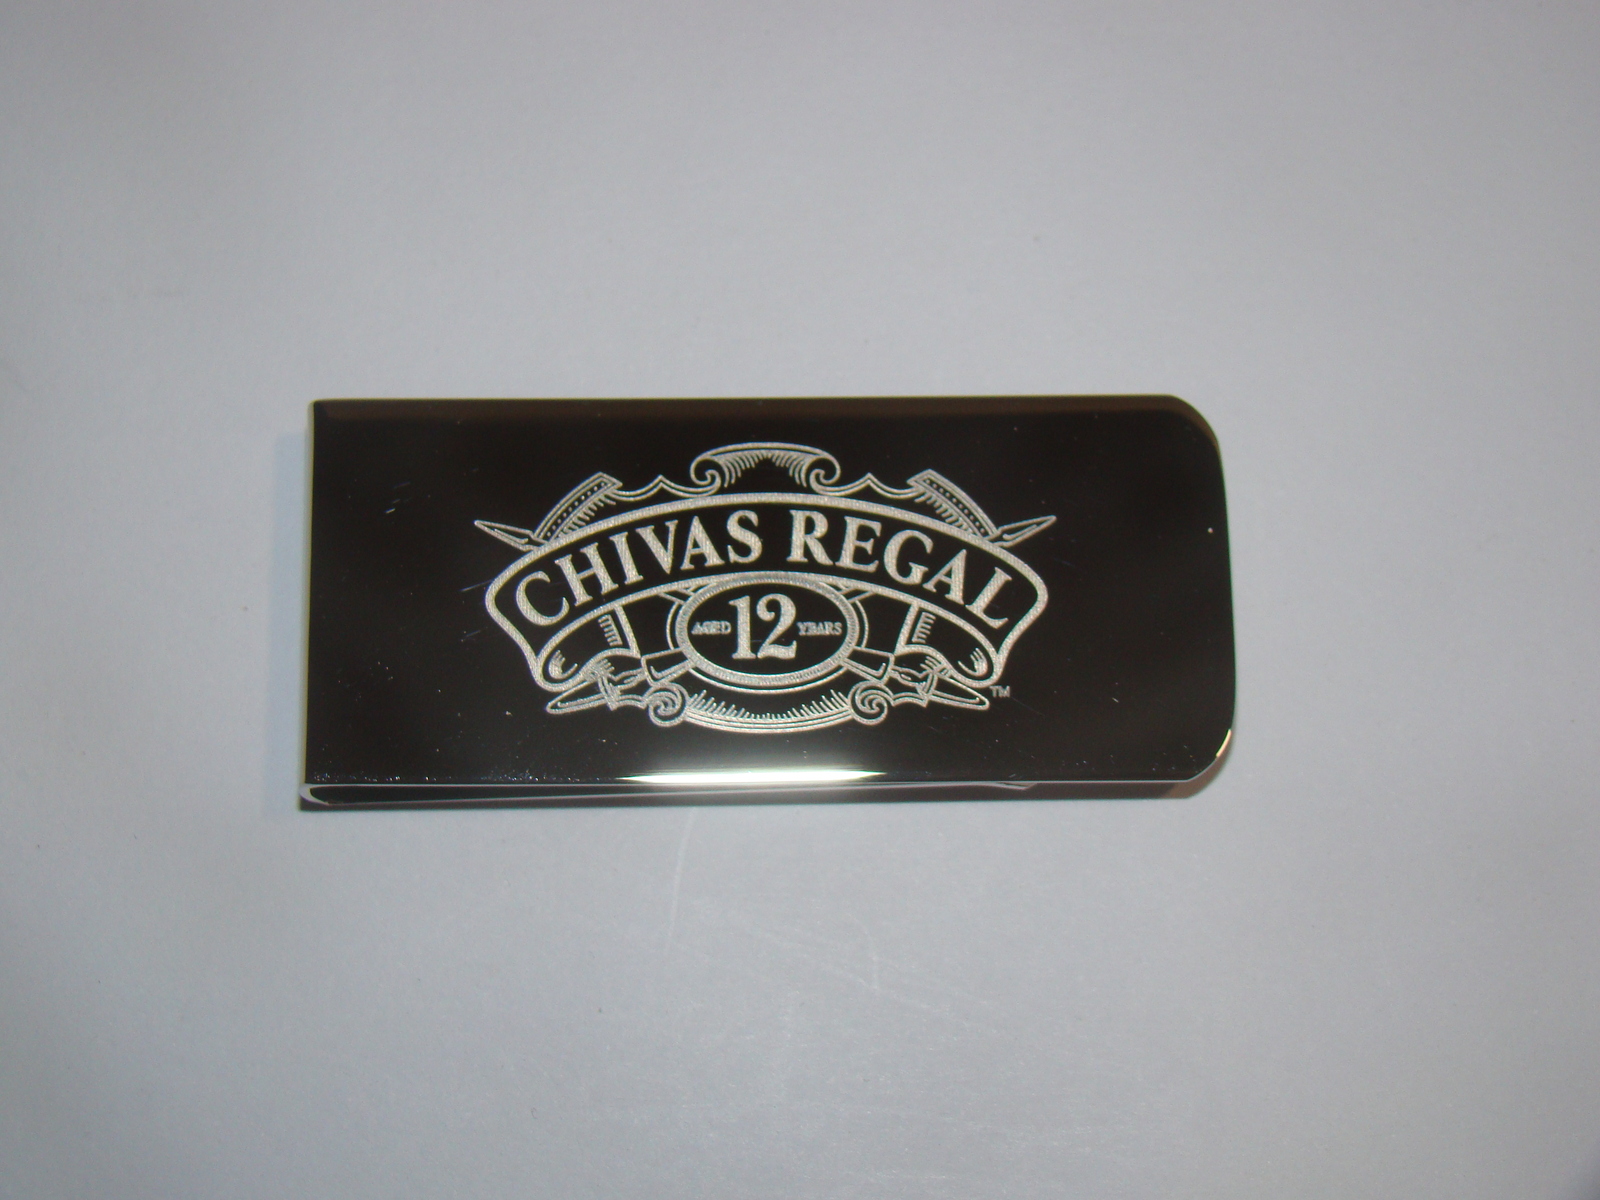 CHIVAS REGAL
AGED 12 YEARS
TM